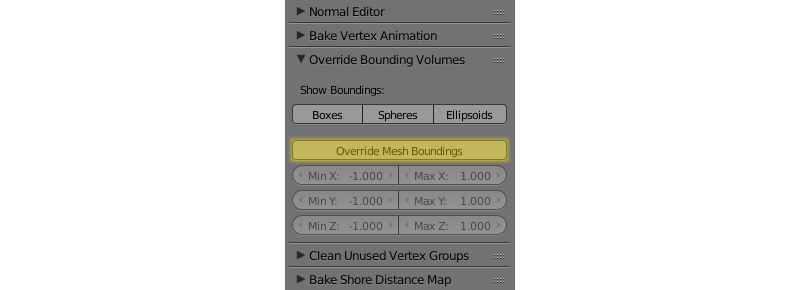 Normal Editor
Bake Vertex Animation
Override Bounding Volumes
Show Boundings:
Boxes Spheres Ellipsoids
Override Mesh Boundings
Min X: -1.000 Max X: 1.000
Min Y: -1.000 Max Y: 1.000
Min Z: -1.000 Max Z: 1.000
Clean Unused Vertex Groups
Bake Shore Distance Map